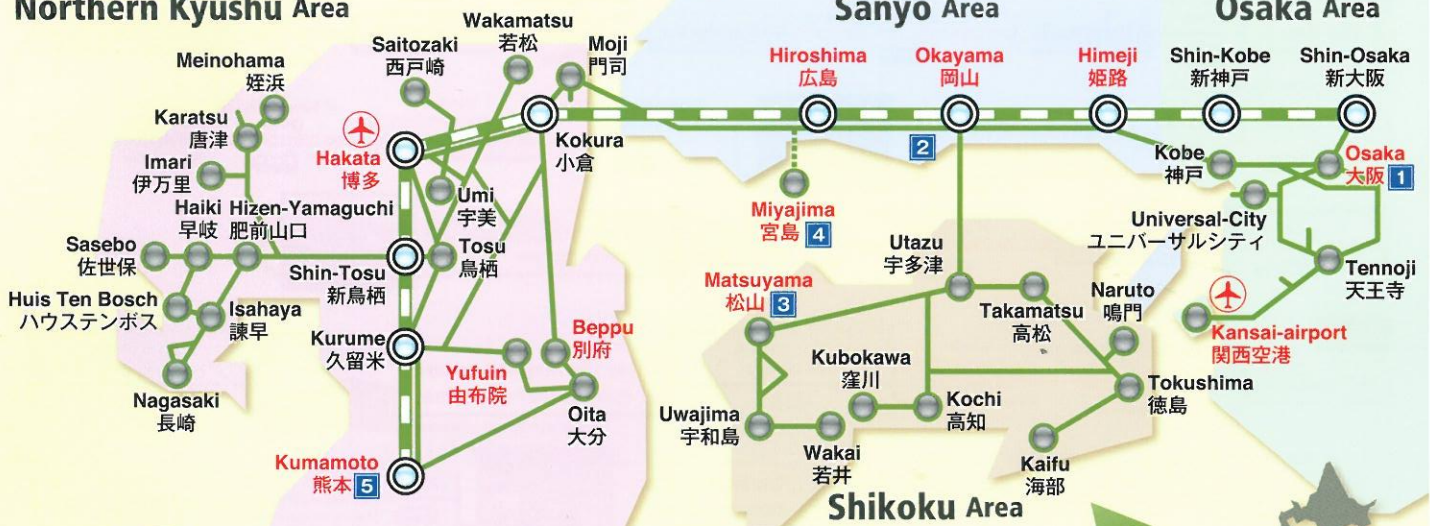 Northern Kyushu Area
Sanyo Area
Osaka Area
Wakamatsu
若松
Saitozaki
西戸崎
Moji
門司
Meinohama
姪浜
Karatsu
唐津
Imari
伊万里
Hakata
博多
Kokura
小倉
Umi
宇美
Haiki
早岐
Hizen-Yamaguchi
肥前山口
Sasebo
佐世保
Shin-Tosu
新鳥栖
Tosu
鳥栖
Huis Ten Bosch
ハウステンボス
Isahaya
諫早
Kurume
久留米
Nagasaki
長崎
Yufuin
由布院
Beppu
別府
Oita
大分
Kumamoto
熊本 5
Hiroshima
広島
Okayama
岡山
Himeji
姫路
Shin-Kobe
新神戸
Shin-Osaka
新大阪
2
Kobe
神戸
Osaka
大阪 1
Miyajima
宮島 4
Universal-City
ユニバーサルシティ
Tennoji
天王寺
Kansai-airport
関西空港
Utazu
宇多津
Matsuyama
松山 3
Takamatsu
高松
Naruto
鳴門
Kubokawa
窪川
Kochi
高知
Tokushima
徳島
Uwajima
宇和島
Wakai
若井
Kaifu
海部
Shikoku Area